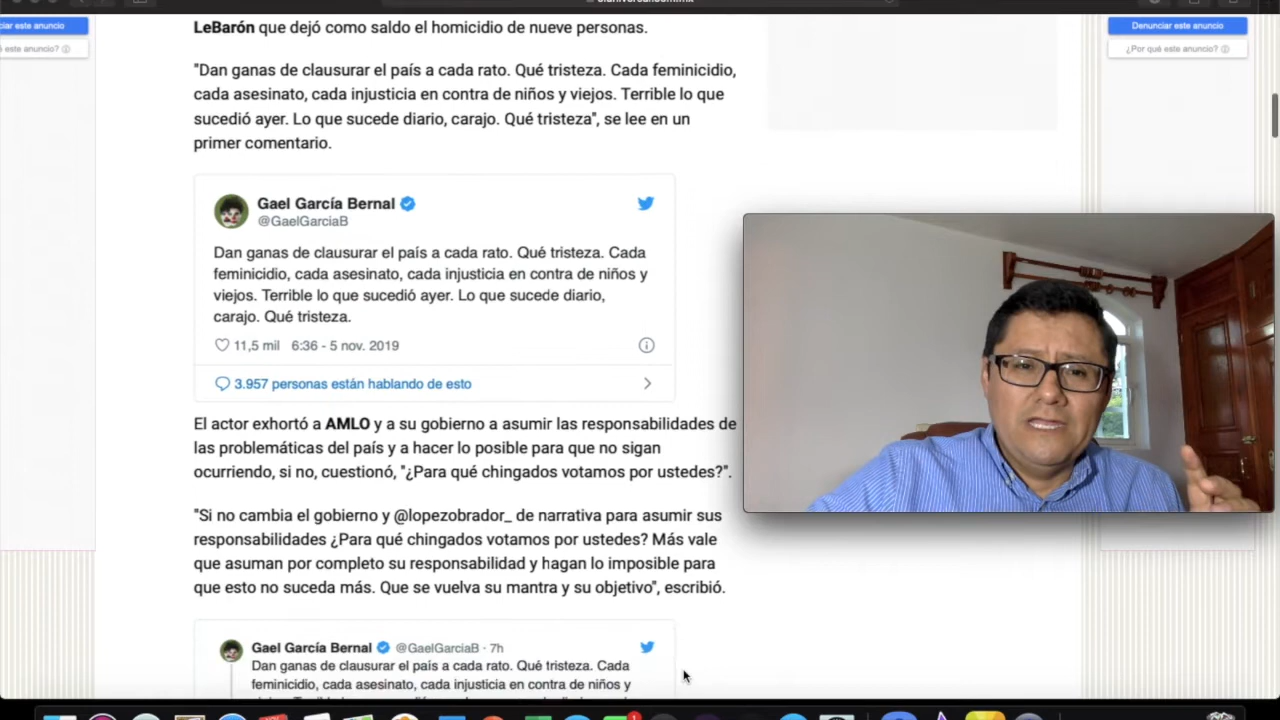 LeBarón que dejó como saldo el homicidio de nueve personas.
"Dan ganas de clausurar el país a cada rato. Qué tristeza. Cada feminicidio,
cada asesinato, cada injusticia en contra de niños y viejos. Terrible lo que
sucedió ayer. Lo que sucede diario, carajo. Qué tristeza", se lee en un
primer comentario.
Gael García Bernal
@GaelGarciaB
Dan ganas de clausurar el país a cada rato. Qué tristeza. Cada
feminicidio, cada asesinato, cada injusticia en contra de niños y
viejos. Terrible lo que sucedió ayer. Lo que sucede diario,
carajo. Qué tristeza.
11,5 mil 6:36 - 5 nov. 2019
3.957 personas están hablando de esto
El actor exhortó a AMLO y a su gobierno a asumir las responsabilidades de
las problemáticas del país y a hacer lo posible para que no sigan
ocurriendo, si no, cuestionó, "¿Para qué chingados votamos por ustedes?".
"Si no cambia el gobierno y @lopezobrador_ de narrativa para asumir sus
responsabilidades ¿Para qué chingados votamos por ustedes? Más vale
que asuman por completo su responsabilidad y hagan lo imposible para
que esto no suceda más. Que se vuelva su mantra y su objetivo", escribió.
Gael García Bernal @GaelGarciaB · 7h
Dan ganas de clausurar el país a cada rato. Qué tristeza. Cada
feminicidio, cada asesinato, cada injusticia en contra de niños y
ciar este anuncio
é este anuncio?
Denunciar este anuncio
¿Por qué este anuncio?
1